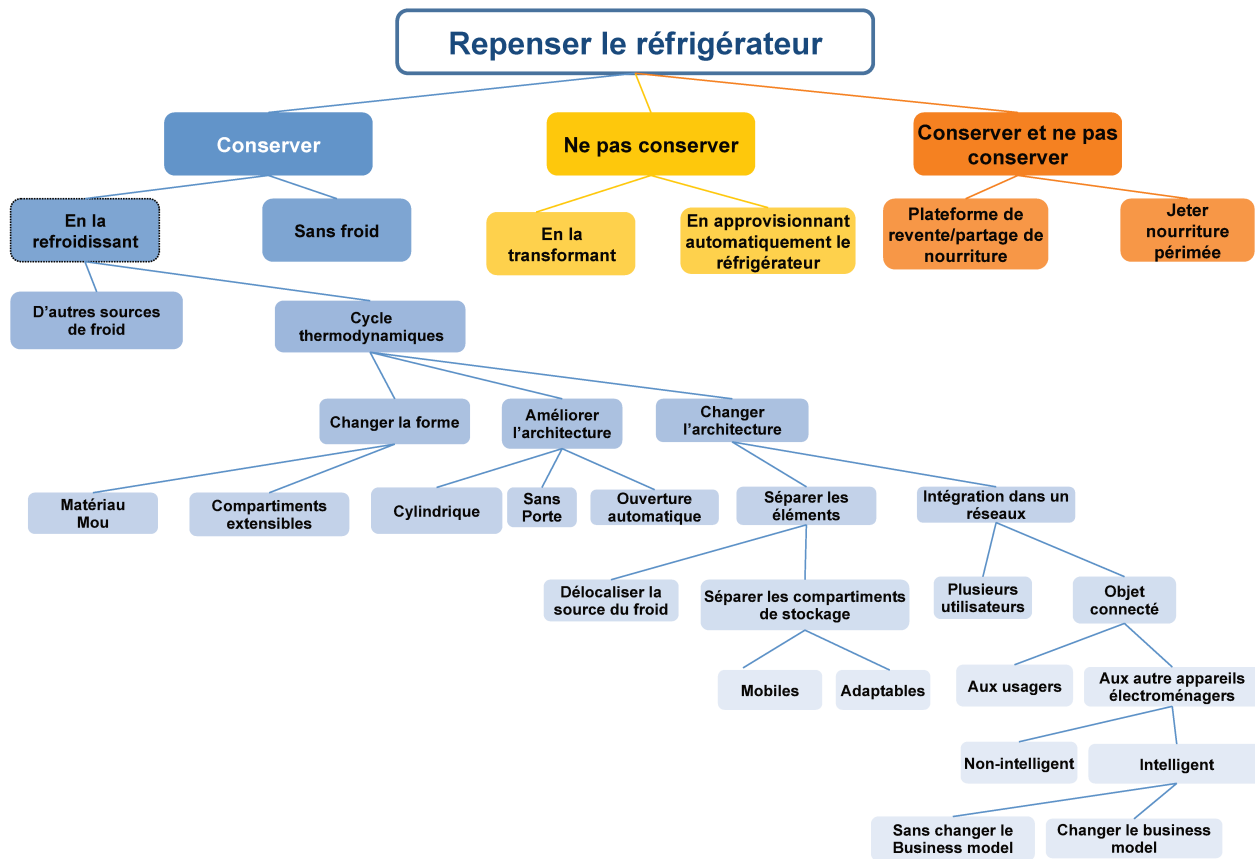 Repenser le réfrigérateur
Conserver
Ne pas conserver
Conserver et ne pas
conserver
En la
refroidissant
Sans froid
En la
transformant
En approvisionnant
automatiquement le
réfrigérateur
Plateforme de
revente/partage de
nourriture
Jeter
nourriture
périmée
D'autres sources
de froid
Cycle
thermodynamiques
Changer la forme
Améliorer
l'architecture
Changer
l'architecture
Matériau
Mou
Compartiments
extensibles
Cylindrique
Sans
Porte
Ouverture
automatique
Séparer les
éléments
Intégration dans un
réseaux
Délocaliser la
source du froid
Séparer les compartiments
de stockage
Plusieurs
utilisateurs
Objet
connecté
Mobiles
Adaptables
Aux usagers
Aux autre appareils
électroménagers
Non-intelligent
Intelligent
Sans changer le
Business model
Changer le business
model